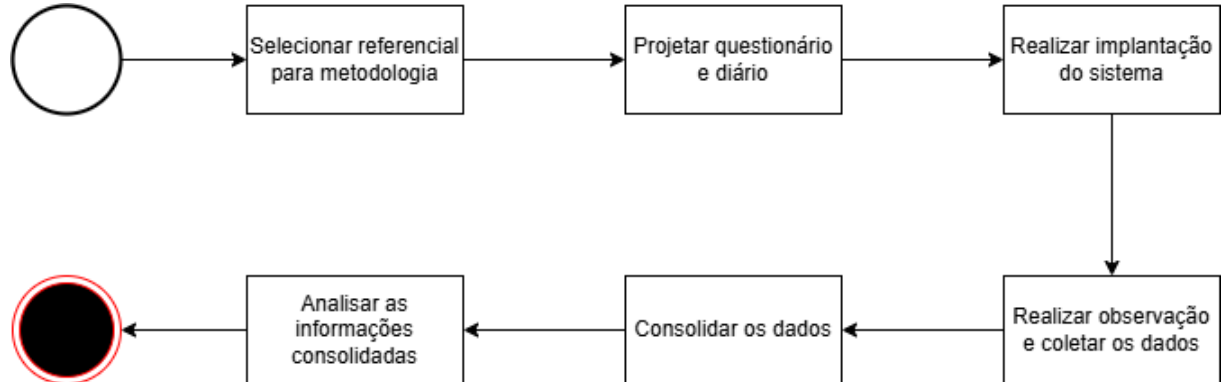 Selecionar referencial
para metodologia
Projetar questionário
e diário
Realizar implantação
do sistema
Realizar observação
e coletar os dados
Consolidar os dados
Analisar as
informações
consolidadas